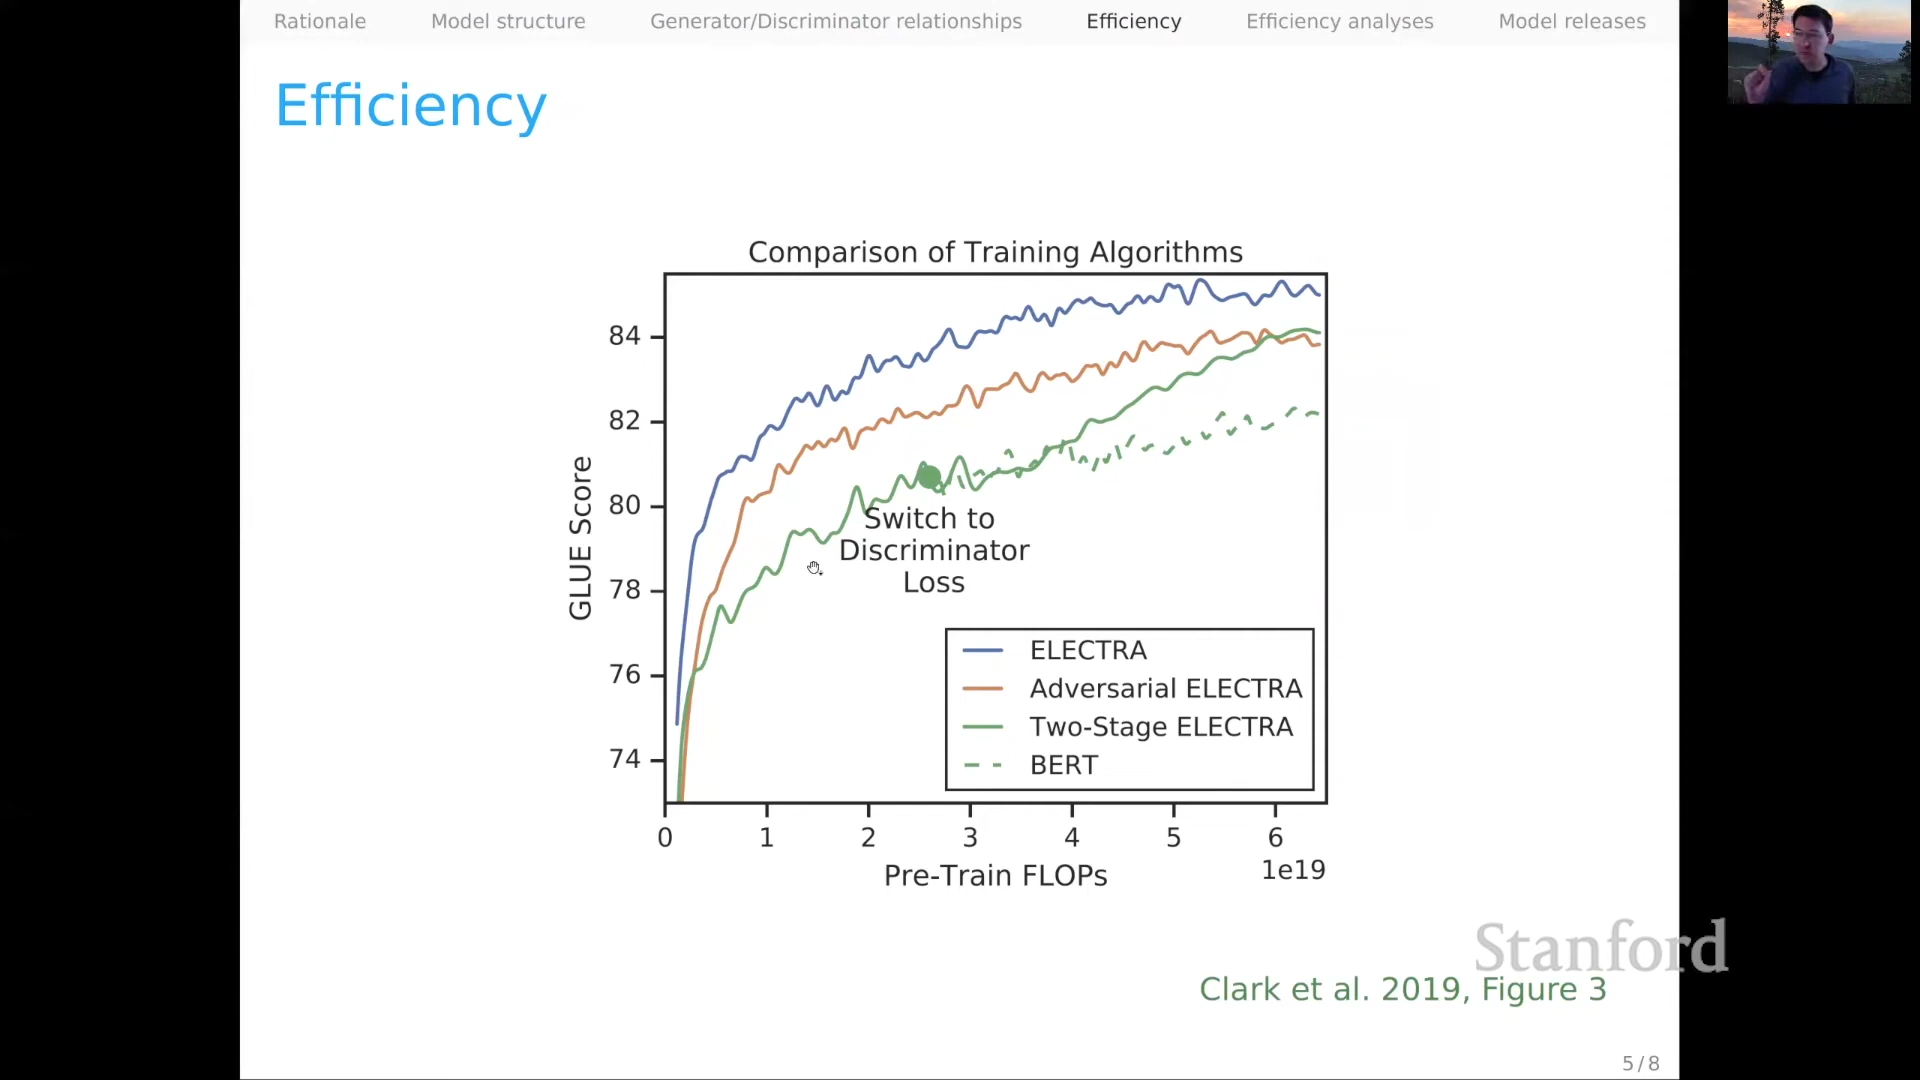 Rationale Model structure Generator/Discriminator relationships Efficiency Efficiency analyses Model releases
Efficiency
Comparison of Training Algorithms
84
82
80
78
76
74
GLUE Score
Switch to
Discriminator
Loss
ELECTRA
Adversarial ELECTRA
Two-Stage ELECTRA
BERT
0 1 2 3 4 5 6
1e19
Pre-Train FLOPs
Stanford
Clark et al. 2019, Figure 3
5/8